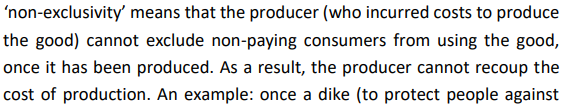 ‘non-exclusivity’ means that the producer (who incurred costs to produce
the good) cannot exclude non-paying consumers from using the good,
once it has been produced. As a result, the producer cannot recoup the
cost of production. An example: once a dike (to protect people against